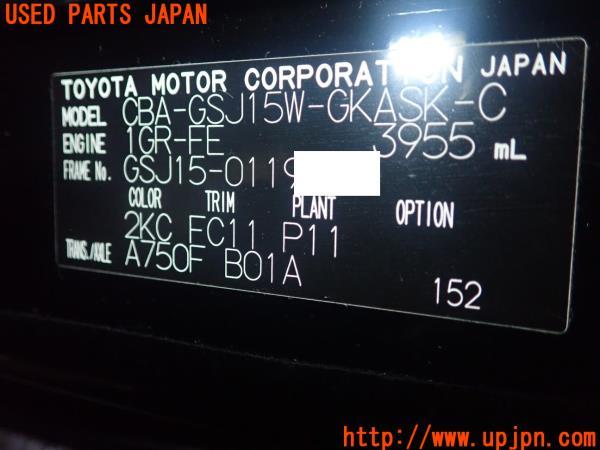 USED PARTS JAPAN
TOYOTA MOTOR CORPORATION JAPAN
MODEL CBA-GSJ15W-GKASK-C
ENGINE 1GR-FE 3955 mL
FRAME No. GSJ15-0119
COLOR TRIM PLANT OPTION
2KC FC11 P11
TRANS./AXLE A750F B01A
152
http://www.upjpn.com